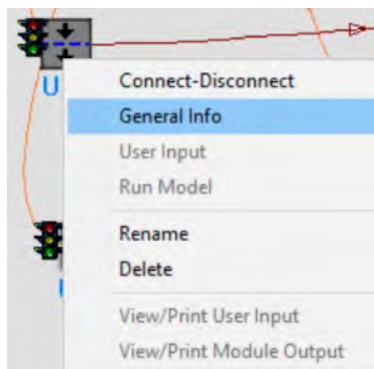 U
Connect-Disconnect
General Info
User Input
Run Model
Rename
Delete
View/Print User Input
View/Print Module Output